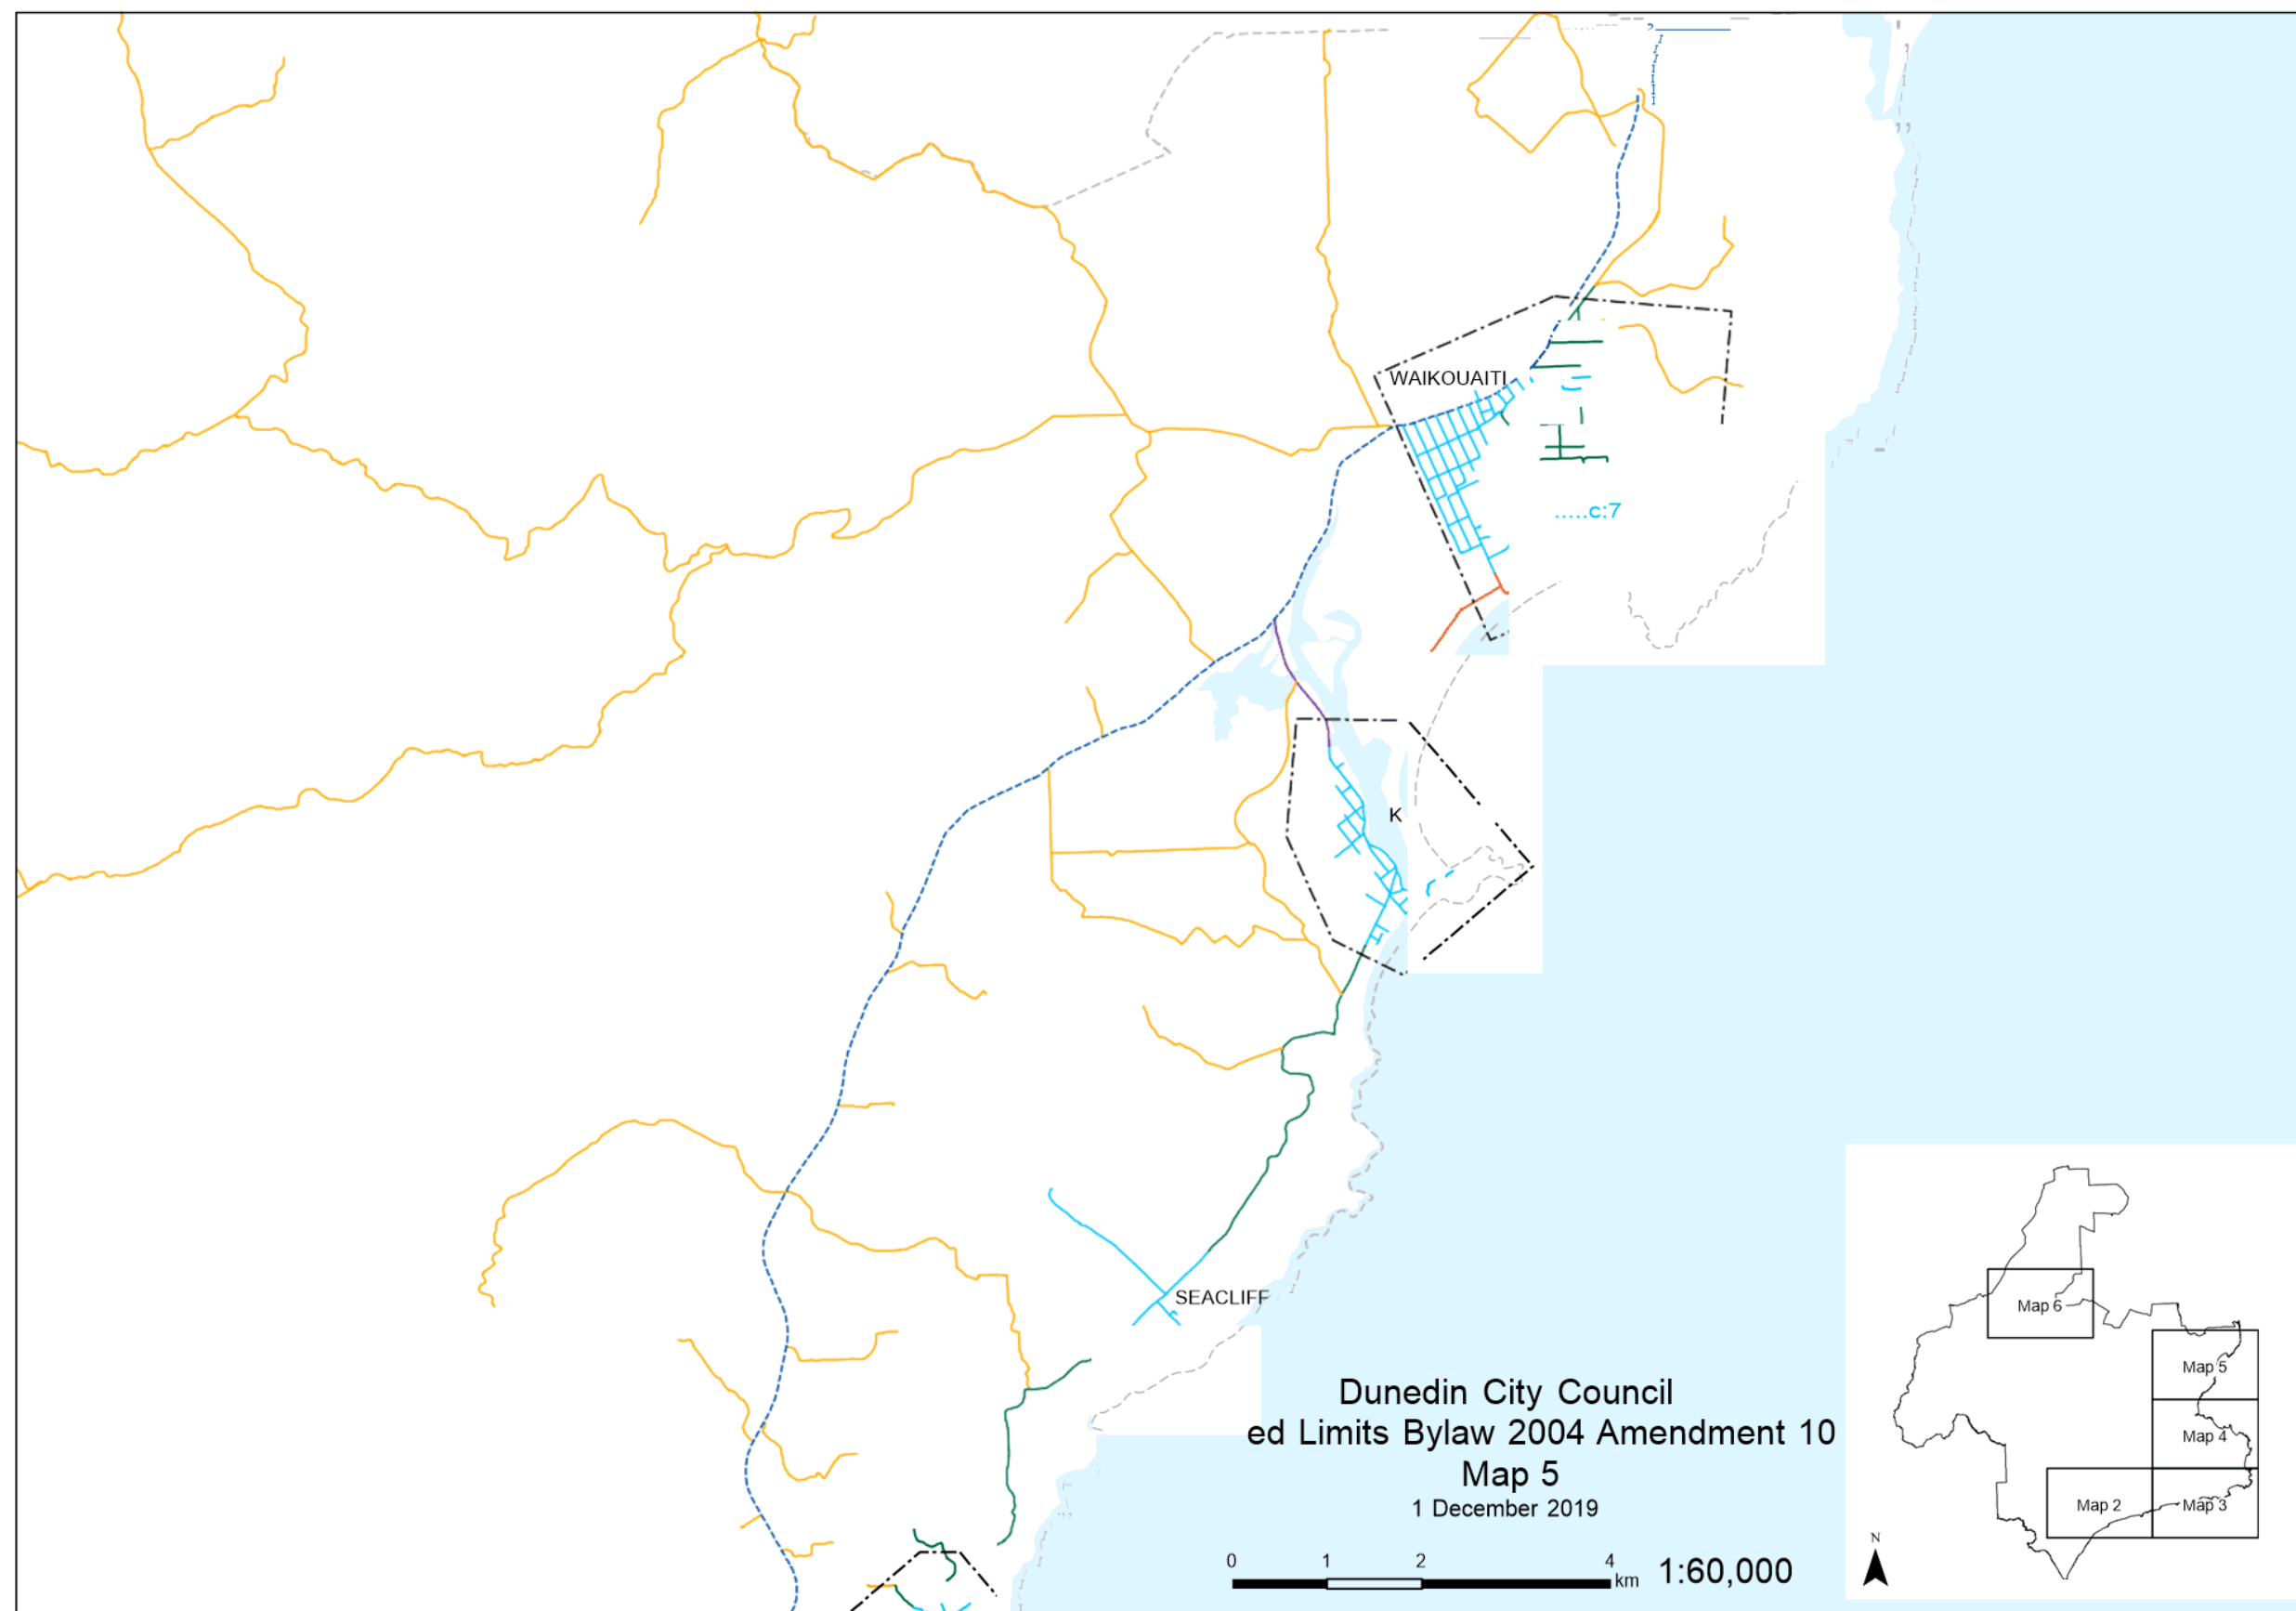 WAIKOUAITI
.....c:7
K
SEACLIFF
Dunedin City Council
ed Limits Bylaw 2004 Amendment 10
Map 5
1 December 2019
0 1 2 4
km
1:60,000
Map 6
Map 5
Map 4
Map 2
Map 3
N